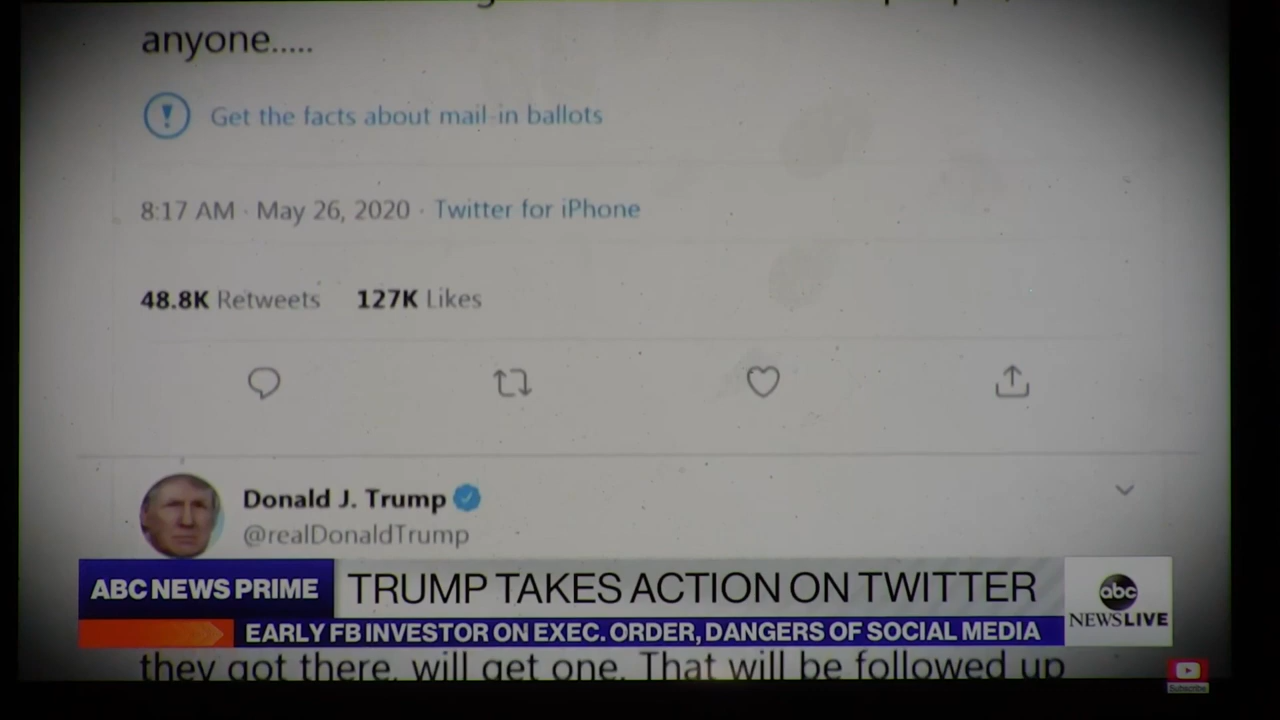 anyone.....
Get the facts about mail-in ballots
8:17 AM · May 26, 2020 · Twitter for iPhone
48.8K Retweets 127K Likes
Donald J. Trump
@realDonaldTrump
ABC NEWS PRIME
TRUMP TAKES ACTION ON TWITTER
abc
NEWSLIVE
EARLY FB INVESTOR ON EXEC. ORDER, DANGERS OF SOCIAL MEDIA
they got there, will get one. That will be followed up
Subscribe